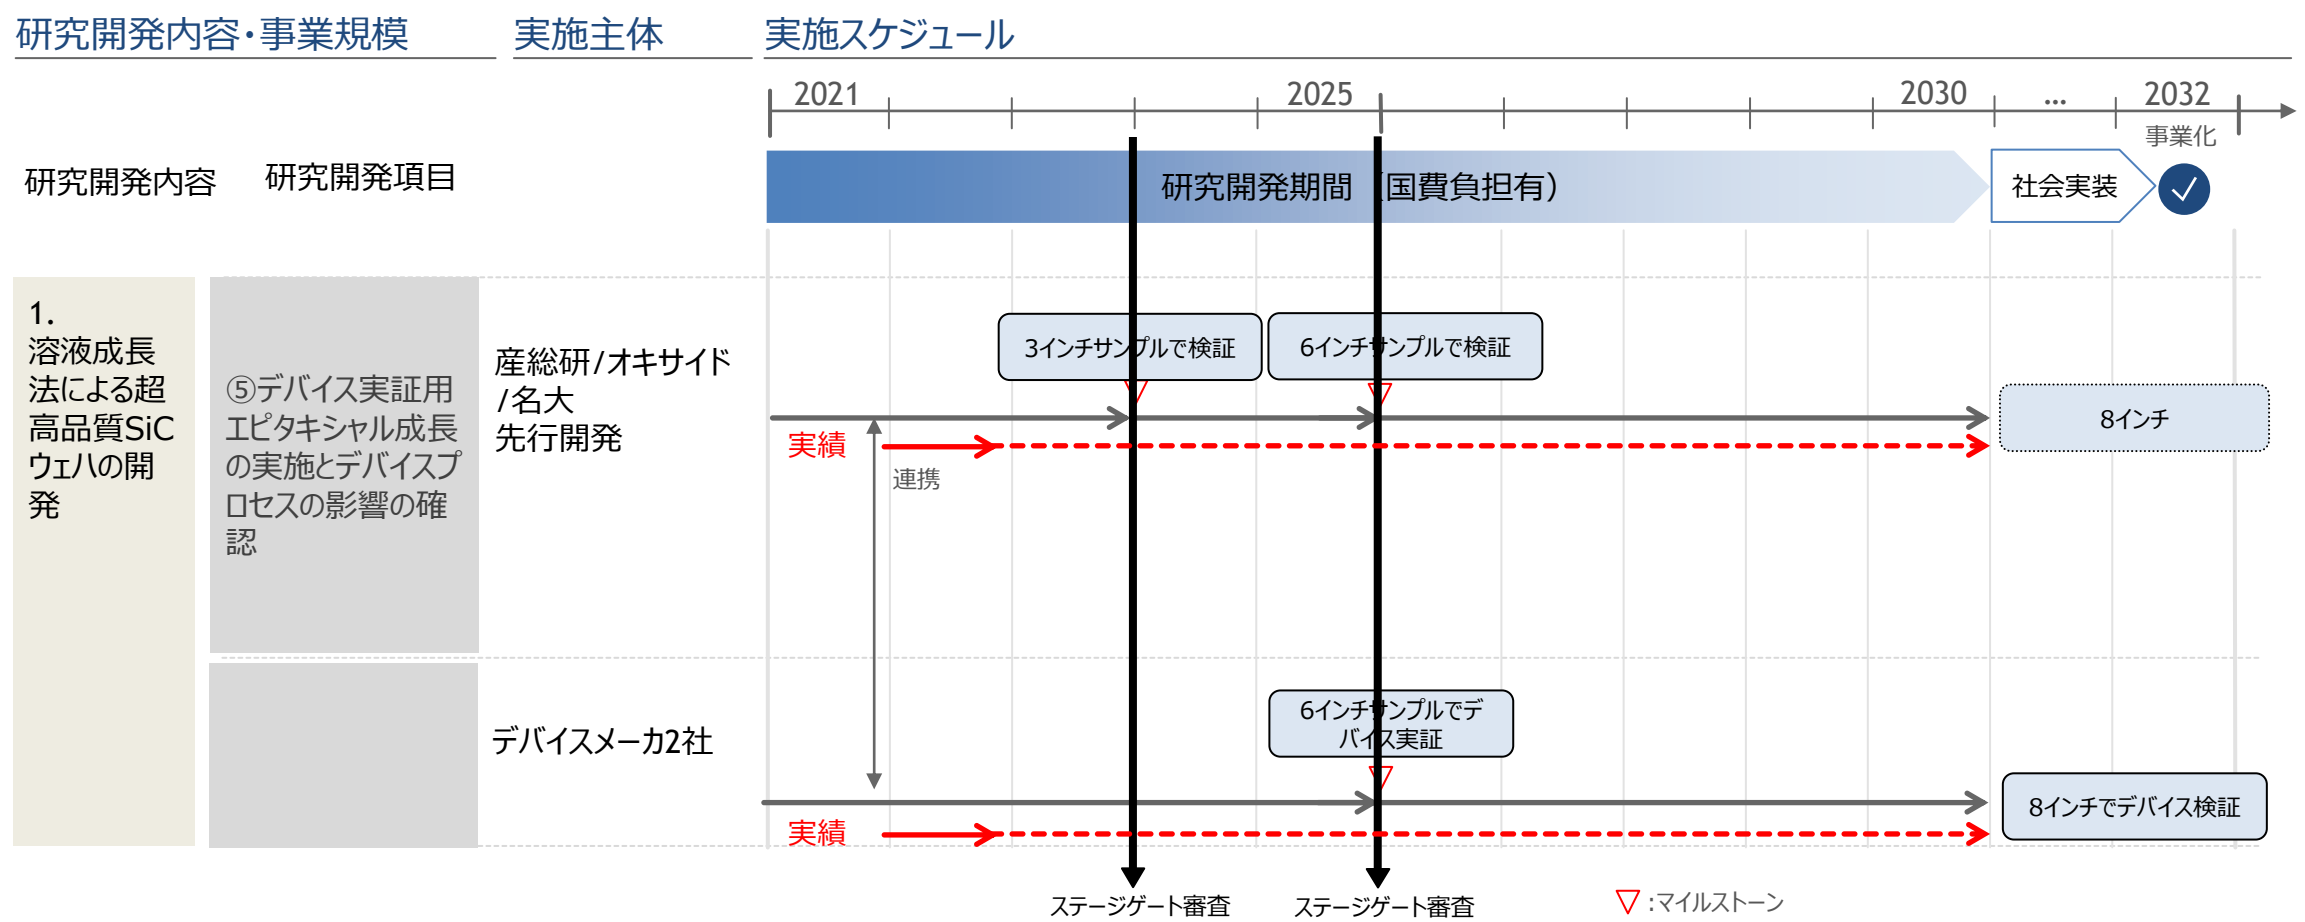 研究開発内容・事業規模
実施主体
実施スケジュール
2021
2025
2030
...
2032
事業化
研究開発内容
研究開発項目
研究開発期間（国費負担有）
社会実装
1.
溶液成長
法による超
高品質SiC
ウェハの開
発
⑤デバイス実証用
エピタキシャル成長
の実施とデバイスプ
ロセスの影響の確
認
産総研/オキサイド
/名大
先行開発
3インチサンプルで検証
6インチサンプルで検証
8インチ
実績
連携
デバイスメーカ2社
6インチサンプルでデ
バイス実証
8インチでデバイス検証
実績
ステージゲート審査
ステージゲート審査
:マイルストーン